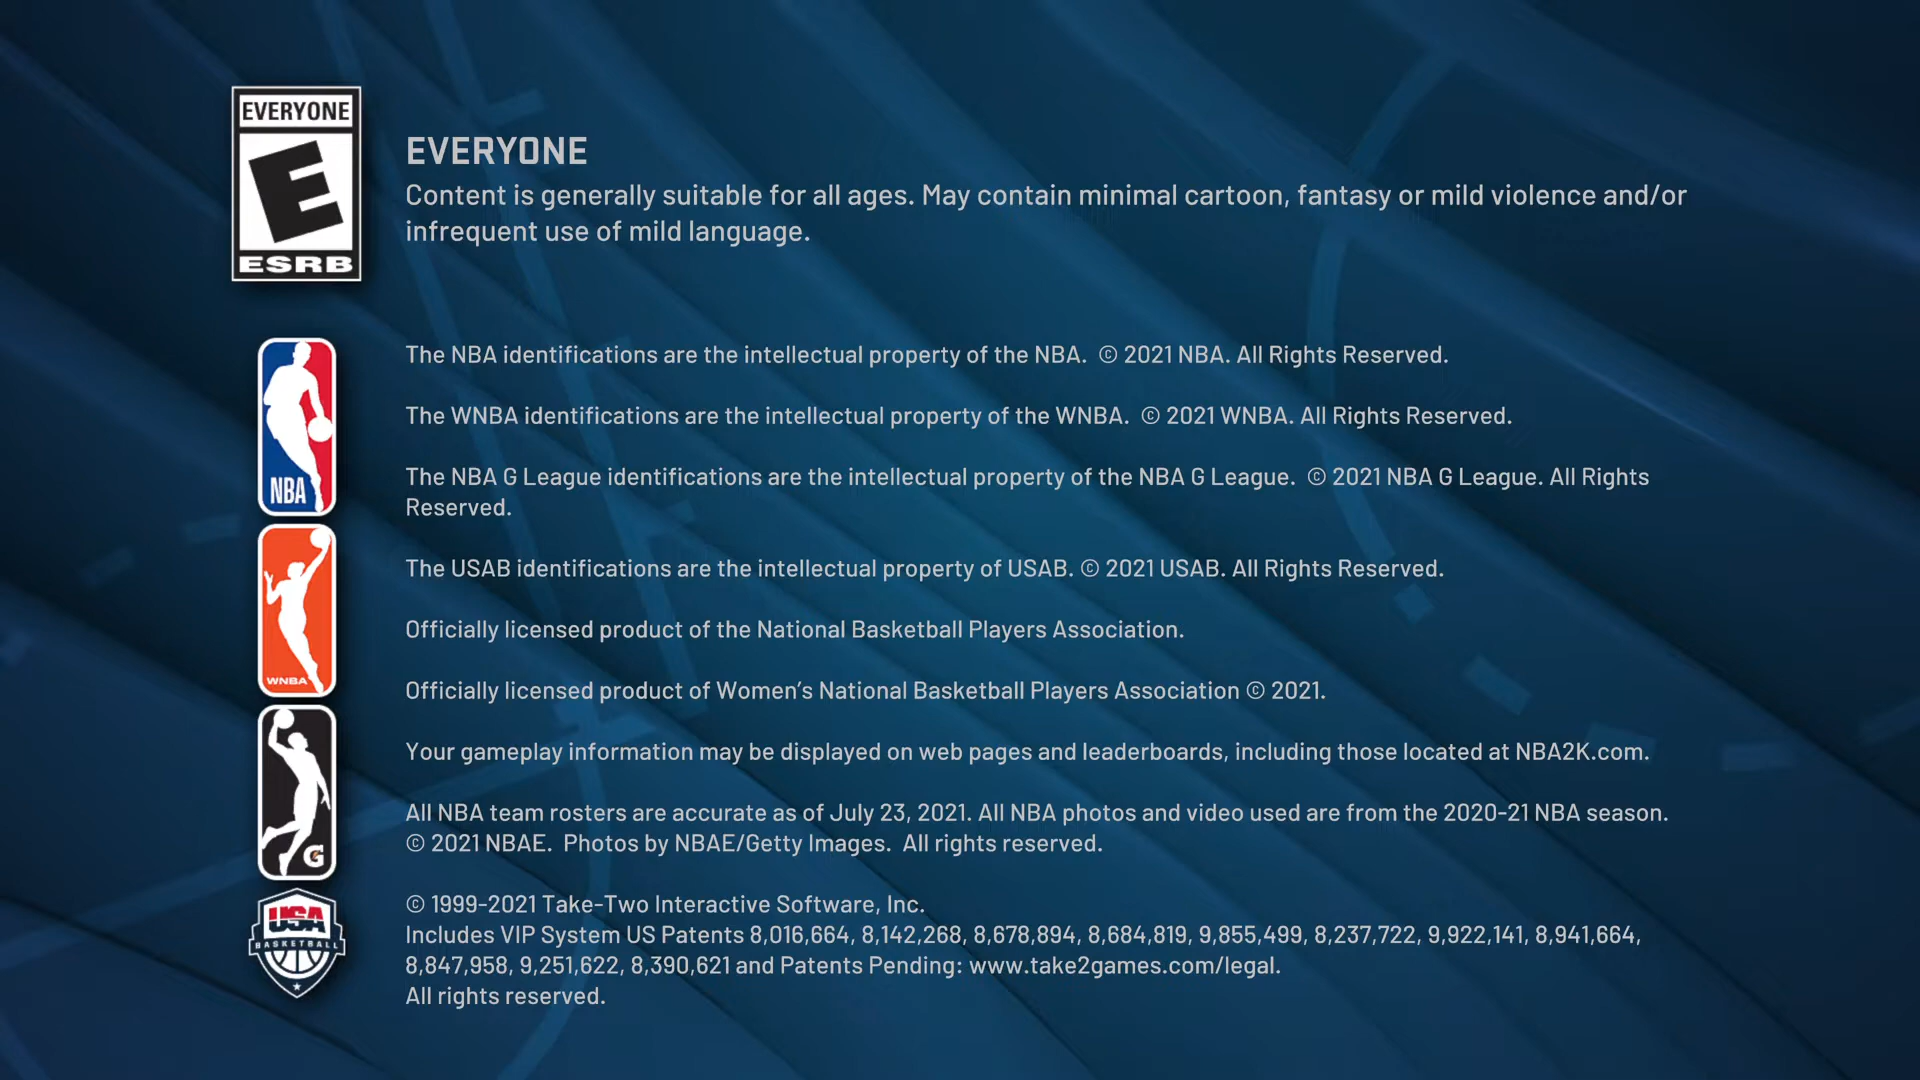 EVERYONE
E
ESRB
EVERYONE
Content is generally suitable for all ages. May contain minimal cartoon, fantasy or mild violence and/or
infrequent use of mild language.
NBA
The NBA identifications are the intellectual property of the NBA.  © 2021 NBA. All Rights Reserved.
The WNBA identifications are the intellectual property of the WNBA.  © 2021 WNBA. All Rights Reserved.
The NBA G League identifications are the intellectual property of the NBA G League.  © 2021 NBA G League. All Rights
Reserved.
WNBA
The USAB identifications are the intellectual property of USAB. © 2021 USAB. All Rights Reserved.
Officially licensed product of the National Basketball Players Association.
Officially licensed product of Women’s National Basketball Players Association © 2021.
G
Your gameplay information may be displayed on web pages and leaderboards, including those located at NBA2K.com.
All NBA team rosters are accurate as of July 23, 2021. All NBA photos and video used are from the 2020-21 NBA season.
© 2021 NBAE.  Photos by NBAE/Getty Images.  All rights reserved.
USA
BASKETBALL
© 1999-2021 Take-Two Interactive Software, Inc.
Includes VIP System US Patents 8,016,664, 8,142,268, 8,678,894, 8,684,819, 9,855,499, 8,237,722, 9,922,141, 8,941,664,
8,847,958, 9,251,622, 8,390,621 and Patents Pending: www.take2games.com/legal.
All rights reserved.